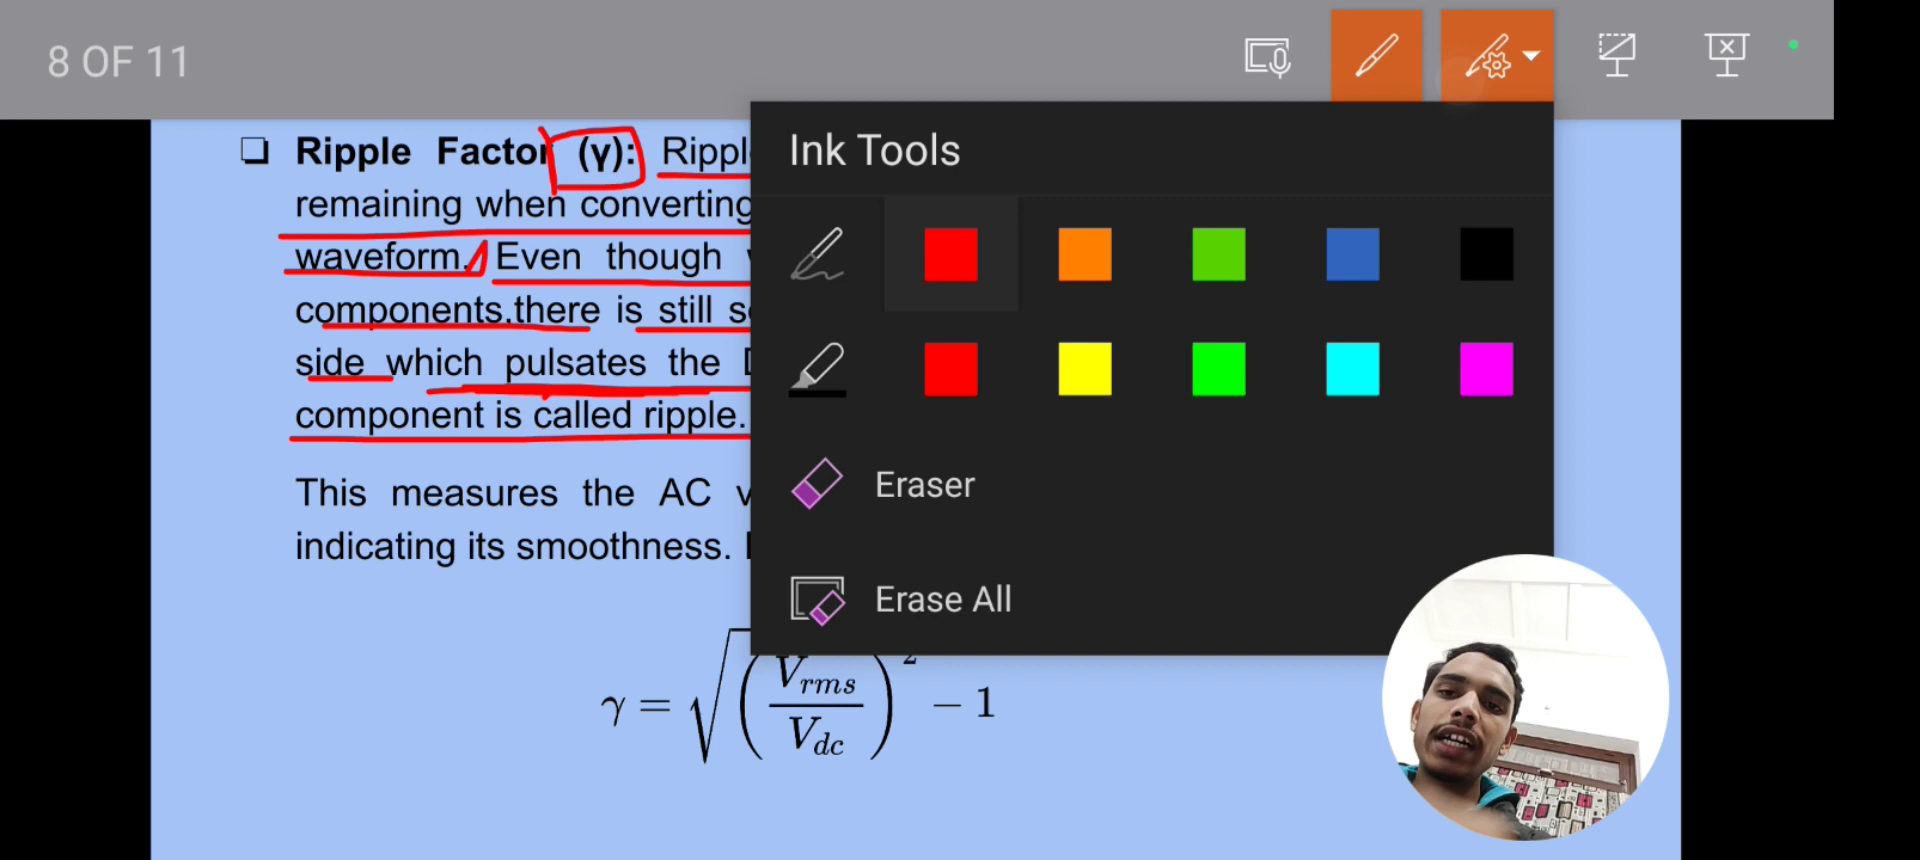 8 OF 11
Ripple Factor (γ): Rippl
remaining when converting
waveform. Even though
components,there is still s
side which pulsates the
component is called ripple.
This measures the AC v
indicating its smoothness.
Ink Tools
Eraser
Erase All
γ = √(Vrms/Vdc)² − 1